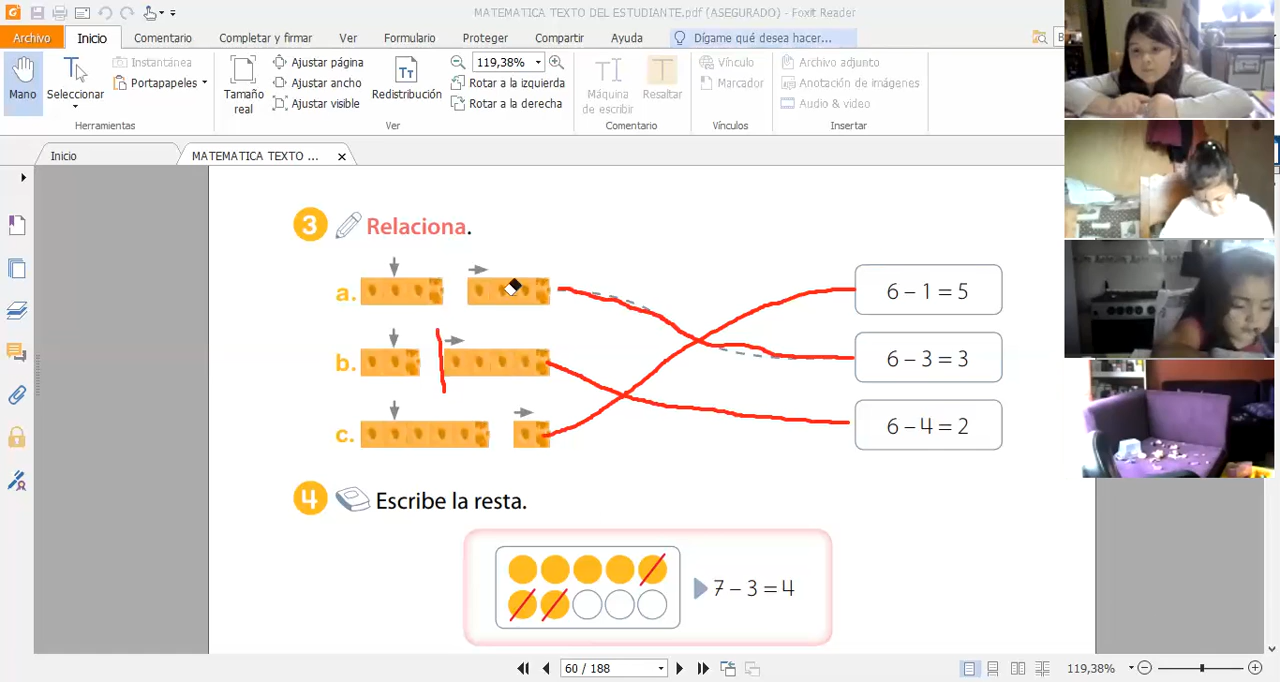 MATEMATICA TEXTO DEL ESTUDIANTE.pdf (ASEGURADO) - Foxit Reader
Archivo Inicio Comentario Completar y firmar Ver Formulario Proteger Compartir Ayuda Dígame qué desea hacer...
Mano
Seleccionar
Instantánea
Portapapeles
Tamaño real
Ajustar página
Ajustar ancho
Ajustar visible
Redistribución
119,38%
Rotar a la izquierda
Rotar a la derecha
Máquina de escribir
Resaltar
Vínculo
Marcador
Archivo adjunto
Anotación de imágenes
Audio & video
Herramientas Ver Comentario Vínculos Insertar
Inicio MATEMATICA TEXTO ...
3 Relaciona.
a. 6 – 1 = 5
b. 6 – 3 = 3
c. 6 – 4 = 2
4 Escribe la resta.
7 – 3 = 4
60 / 188 119,38%